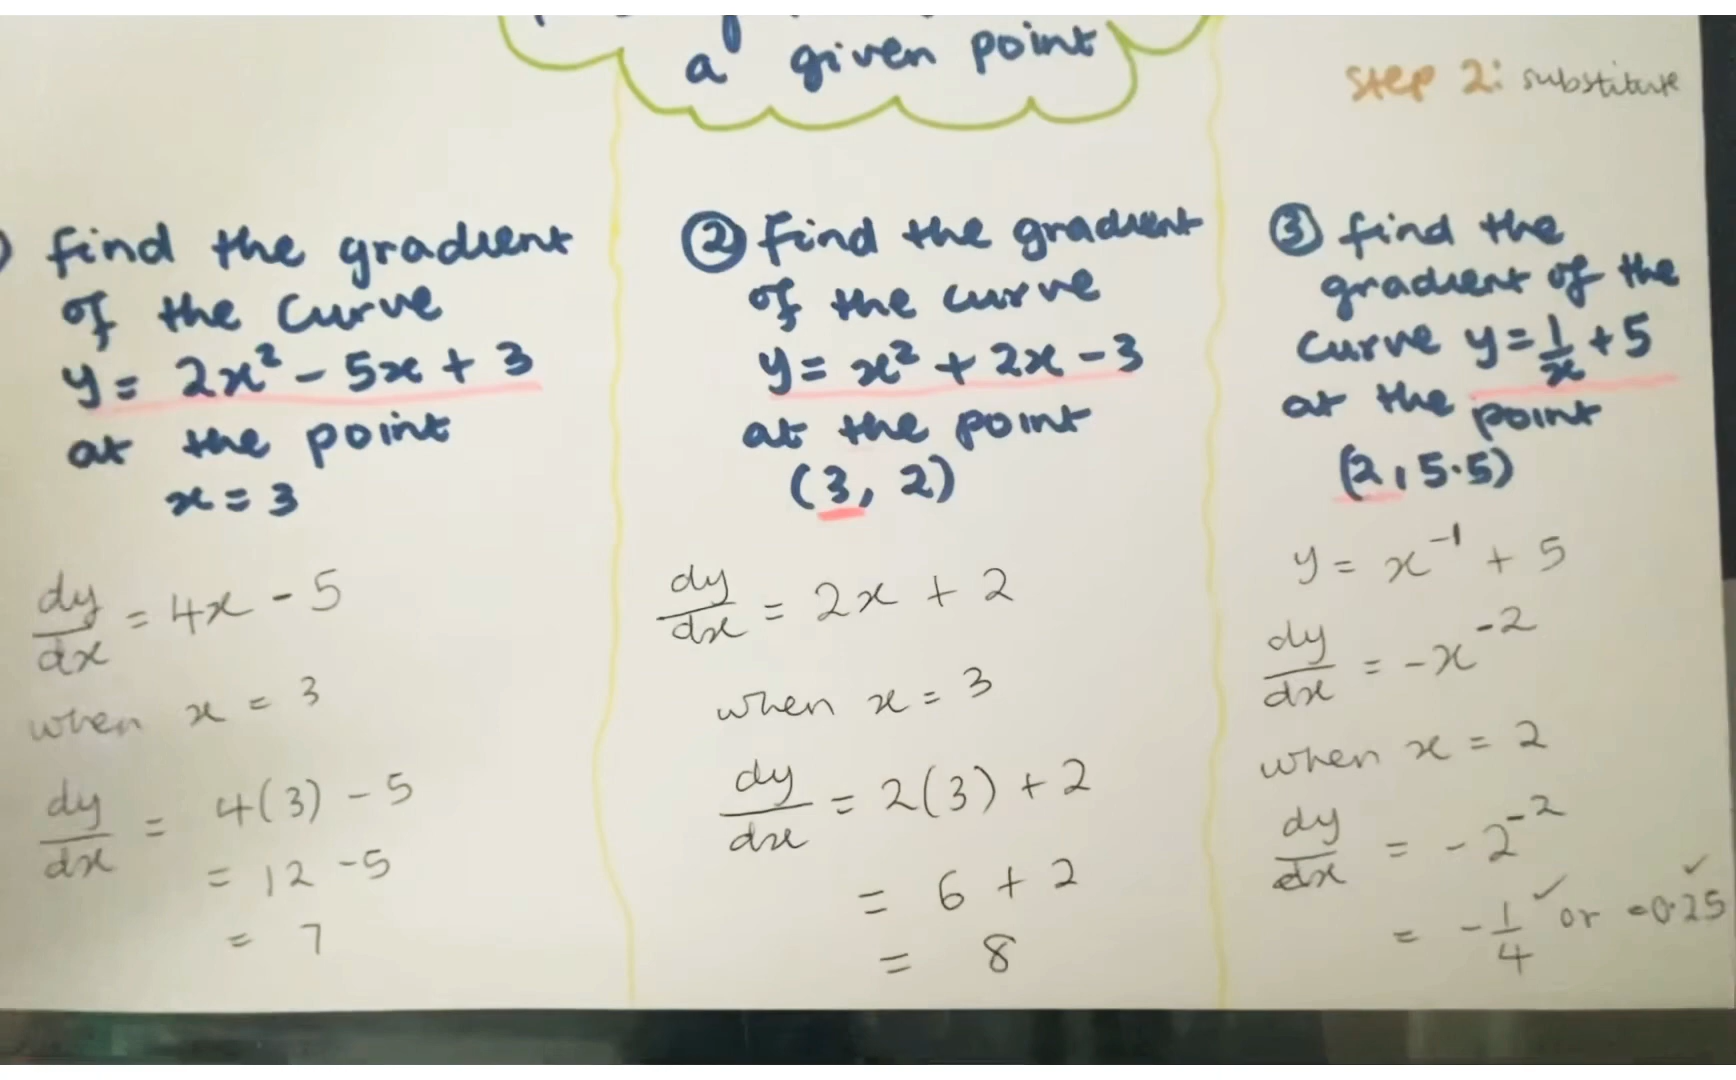 a given point
step 2: substitute
find the gradient
of the curve
y = 2x² - 5x + 3
at the point
x = 3
dy/dx = 4x - 5
when x = 3
dy/dx = 4(3) - 5
= 12 - 5
= 7
② find the gradient
of the curve
y = x² + 2x - 3
at the point
(3, 2)
dy/dx = 2x + 2
when x = 3
dy/dx = 2(3) + 2
= 6 + 2
= 8
③ find the
gradient of the
curve y = 1/x + 5
at the point
(2, 5.5)
y = x⁻¹ + 5
dy/dx = -x⁻²
when x = 2
dy/dx = -2⁻²
= -1/4 ✓ or -0.25 ✓